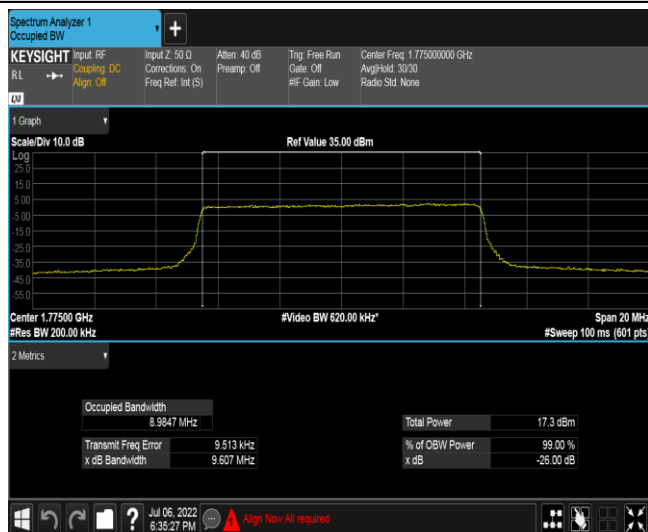 Spectrum Analyzer 1
Occupied BW
+
KEYSIGHT Input: RF Input Z: 50 Ω Atten: 40 dB Trig: Free Run Center Freq: 1.775000000 GHz
R L Coupling: DC Corrections: On Preamp: Off Gate: Off Avg|Hold: 30/30
Align: Off Freq Ref: Int (S) #IF Gain: Low Radio Std: None
LXI
1 Graph
Scale/Div 10.0 dB Ref Value 35.00 dBm
Log
25.0
15.0
5.00
-5.00
-15.0
-25.0
-35.0
-45.0
-55.0
Center 1.77500 GHz #Video BW 620.00 kHz* Span 20 MHz
#Res BW 200.00 kHz #Sweep 100 ms (601 pts)
2 Metrics
Occupied Bandwidth
8.9847 MHz Total Power 17.3 dBm
Transmit Freq Error 9.513 kHz % of OBW Power 99.00 %
x dB Bandwidth 9.607 MHz x dB -26.00 dB
? Jul 06, 2022
6:35:27 PM Align Now All required